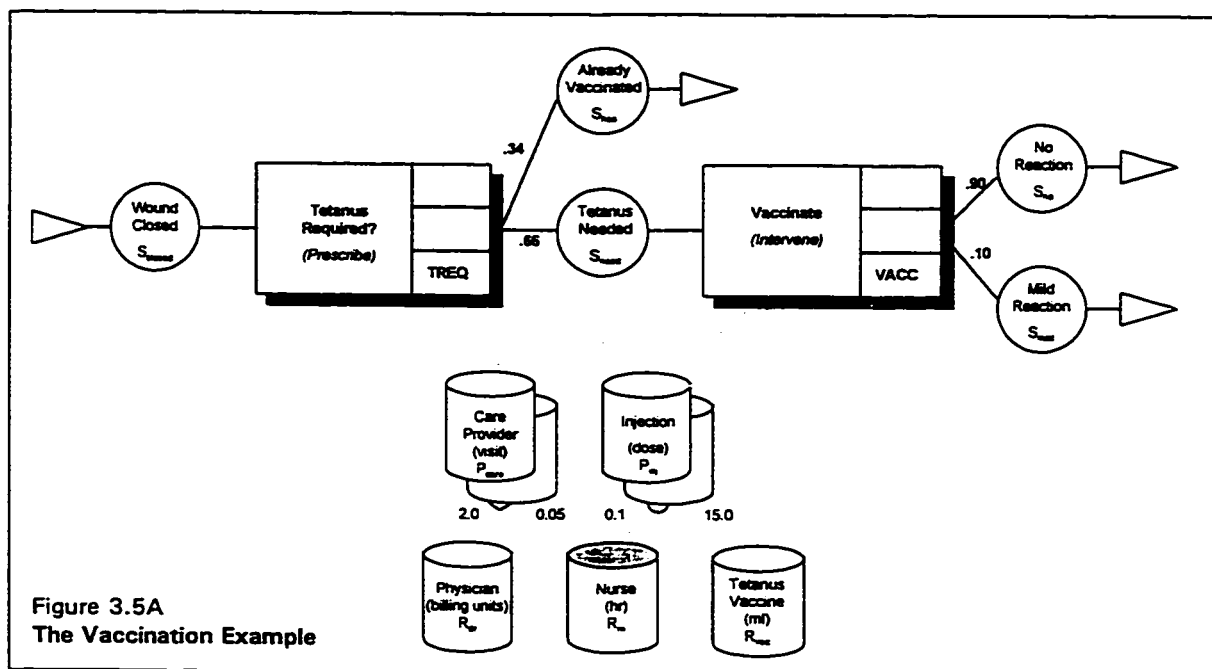 Already
Vaccinated
.34
Wound
Closed
Tetanus
Required?
(Prescribe)
TREQ
.66
Tetanus
Needed
Vaccinate
(Intervene)
VACC
.90
No
Reaction
.10
Mild
Reaction
Care
Provider
(visit)
2.0
0.05
Injection
(dose)
0.1
15.0
Physician
(billing units)
Nurse
(hr)
Tetanus
Vaccine
(ml)
Figure 3.5A
The Vaccination Example